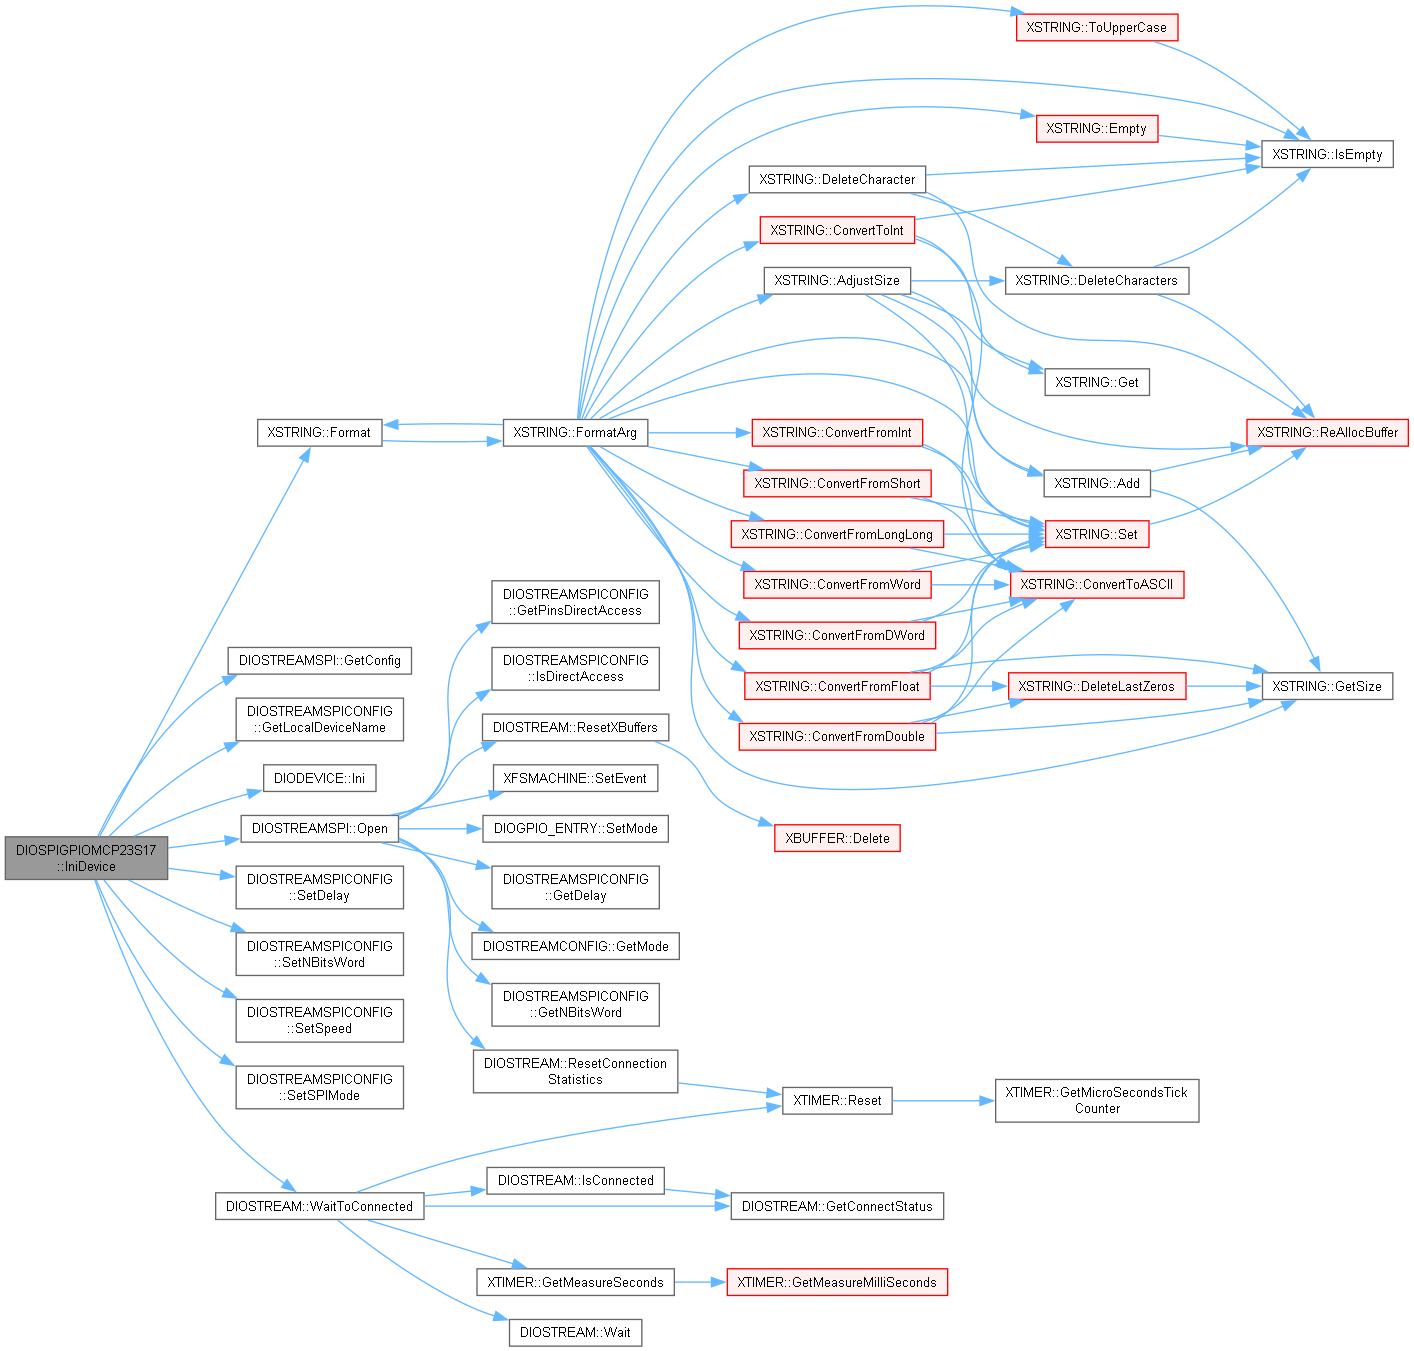 XSTRING::ToUpperCase
XSTRING::Empty
XSTRING::IsEmpty
XSTRING::DeleteCharacter
XSTRING::ConvertToInt
XSTRING::AdjustSize
XSTRING::DeleteCharacters
XSTRING::Get
XSTRING::Format
XSTRING::FormatArg
XSTRING::ConvertFromInt
XSTRING::ReAllocBuffer
XSTRING::ConvertFromShort
XSTRING::Add
XSTRING::ConvertFromLongLong
XSTRING::Set
XSTRING::ConvertFromWord
XSTRING::ConvertToASCII
DIOSTREAMSPICONFIG
::GetPinsDirectAccess
XSTRING::ConvertFromDWord
DIOSTREAMSPI::GetConfig
DIOSTREAMSPICONFIG
::IsDirectAccess
XSTRING::ConvertFromFloat
XSTRING::DeleteLastZeros
XSTRING::GetSize
DIOSTREAMSPICONFIG
::GetLocalDeviceName
DIOSTREAM::ResetXBuffers
XSTRING::ConvertFromDouble
DIODEVICE::Ini
XFSMACHINE::SetEvent
DIOSTREAMSPI::Open
DIOGPIO_ENTRY::SetMode
XBUFFER::Delete
DIOSPIGPIOMCP23S17
::IniDevice
DIOSTREAMSPICONFIG
::SetDelay
DIOSTREAMSPICONFIG
::GetDelay
DIOSTREAMSPICONFIG
::SetNBitsWord
DIOSTREAMCONFIG::GetMode
DIOSTREAMSPICONFIG
::SetSpeed
DIOSTREAMSPICONFIG
::GetNBitsWord
DIOSTREAMSPICONFIG
::SetSPIMode
DIOSTREAM::ResetConnection
Statistics
XTIMER::Reset
XTIMER::GetMicroSecondsTick
Counter
DIOSTREAM::WaitToConnected
DIOSTREAM::IsConnected
DIOSTREAM::GetConnectStatus
XTIMER::GetMeasureSeconds
XTIMER::GetMeasureMilliSeconds
DIOSTREAM::Wait